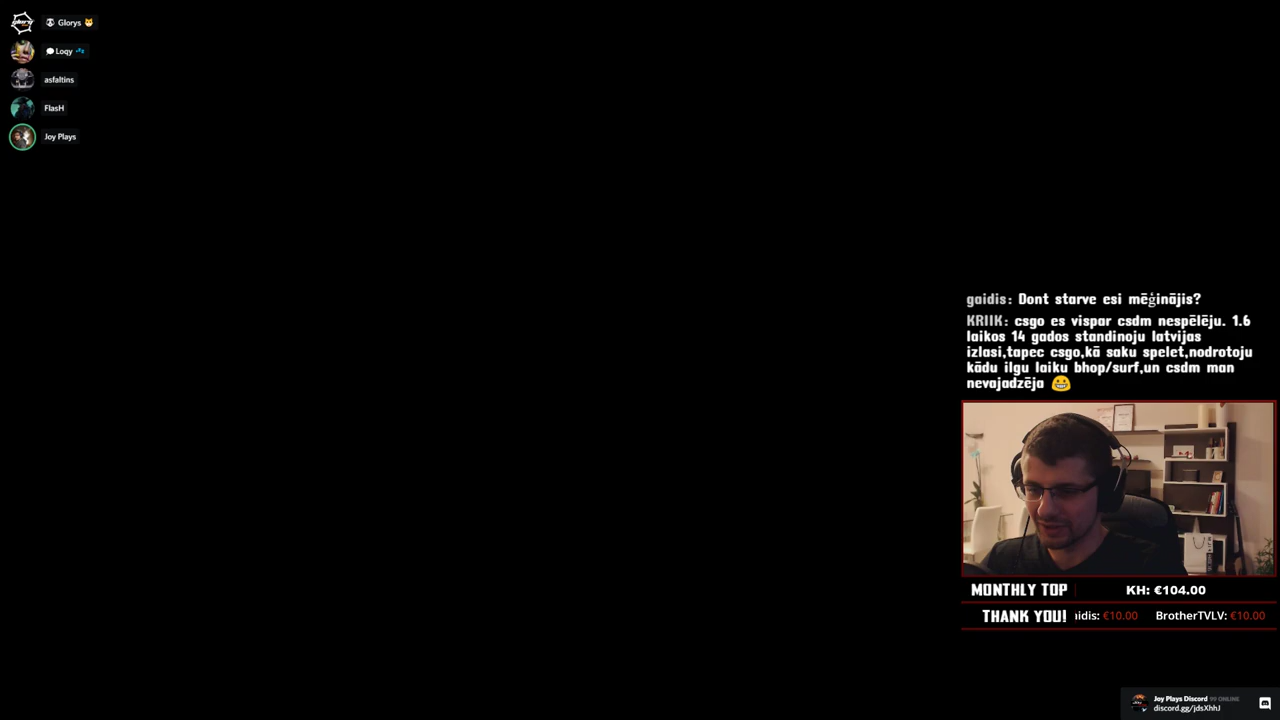 Glorys
Loqy
asfaltins
FlasH
Joy Plays
gaidis: Dont starve esi mēģinājis?
KRIIK: csgo es vispar csdm nespēlēju. 1.6
laikos 14 gados standinoju latvijas
izlasi,tapec csgo,kā saku spelet,nodrotoju
kādu ilgu laiku bhop/surf,un csdm man
nevajadzēja
MONTHLY TOP KH: €104.00
THANK YOU! idis: €10.00 BrotherTVLV: €10.00
Joy Plays Discord 99 ONLINE
discord.gg/jdsXhhJ